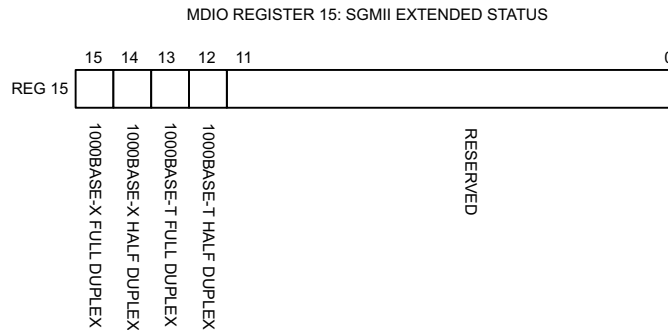 MDIO REGISTER 15: SGMII EXTENDED STATUS
15 14 13 12 11 0
REG 15
1000BASE-X FULL DUPLEX
1000BASE-X HALF DUPLEX
1000BASE-T FULL DUPLEX
1000BASE-T HALF DUPLEX
RESERVED